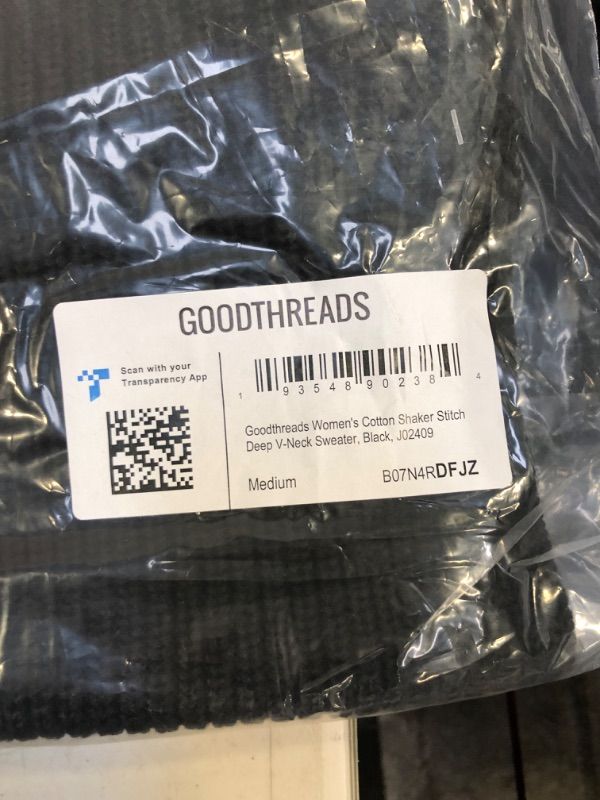 GOODTHREADS
Scan with your
Transparency App
1 93548 90238 4
Goodthreads Women's Cotton Shaker Stitch
Deep V-Neck Sweater, Black, J02409
Medium B07N4RDFJZ